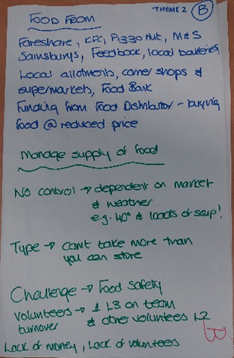 THEME 2 B
FOOD FROM
Fareshare, KFC, Pizza Hut, M&S
Sainsburys, Feedback, local bakeries
Local allotments, corner shops &
supermarkets, Food Bank
Funding from Food Distributor - buying
food @ reduced price
Manage supply of food
No control → dependent on market
& weather
e.g. 40° & loads of soup!
Type → can't take more than
you can store
Challenge → Food safety
volunteers → 1 L3 on team
turnover & other volunteers L2
Lack of money, Lack of volunteers
B